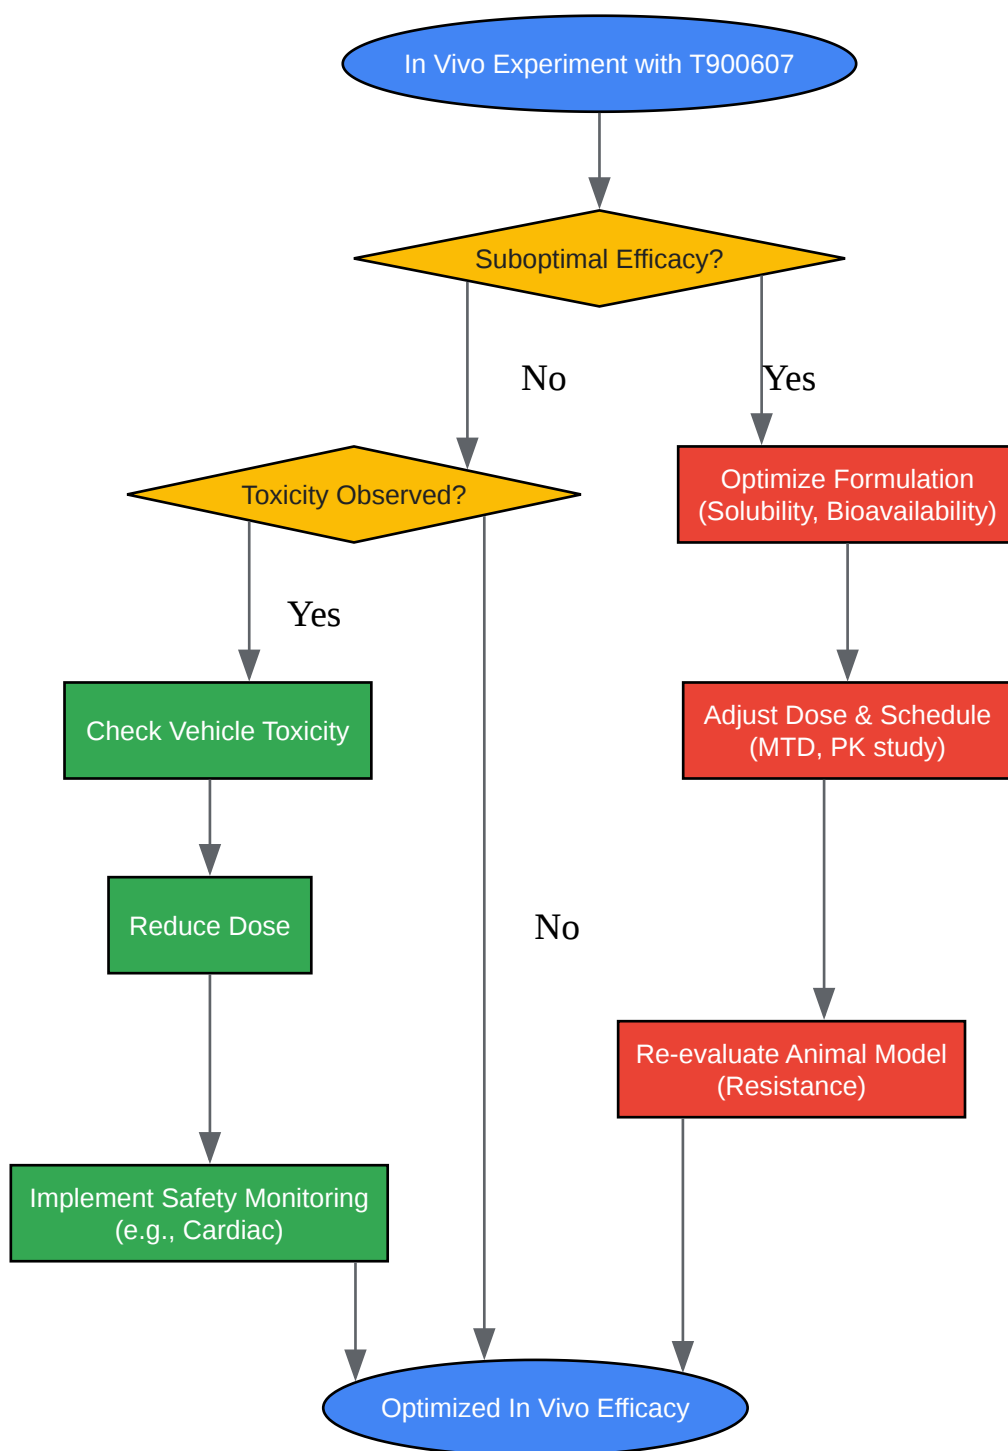 In Vivo Experiment with T900607
Suboptimal Efficacy?
No
Yes
Toxicity Observed?
Optimize Formulation
(Solubility, Bioavailability)
Yes
Check Vehicle Toxicity
Adjust Dose & Schedule
(MTD, PK study)
Reduce Dose
No
Re-evaluate Animal Model
(Resistance)
Implement Safety Monitoring
(e.g., Cardiac)
Optimized In Vivo Efficacy